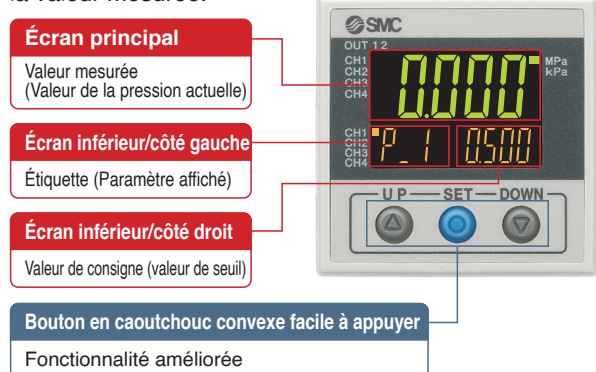 la valeur mesurée.
Écran principal
Valeur mesurée
(Valeur de la pression actuelle)
Écran inférieur/côté gauche
Étiquette (Paramètre affiché)
Écran inférieur/côté droit
Valeur de consigne (valeur de seuil)
Bouton en caoutchouc convexe facile à appuyer
Fonctionnalité améliorée
SMC
OUT 1 2
CH1
CH2
CH3
CH4
0.000
MPa
kPa
CH1
CH2
CH3
CH4
P_1
0.500
UP
SET
DOWN